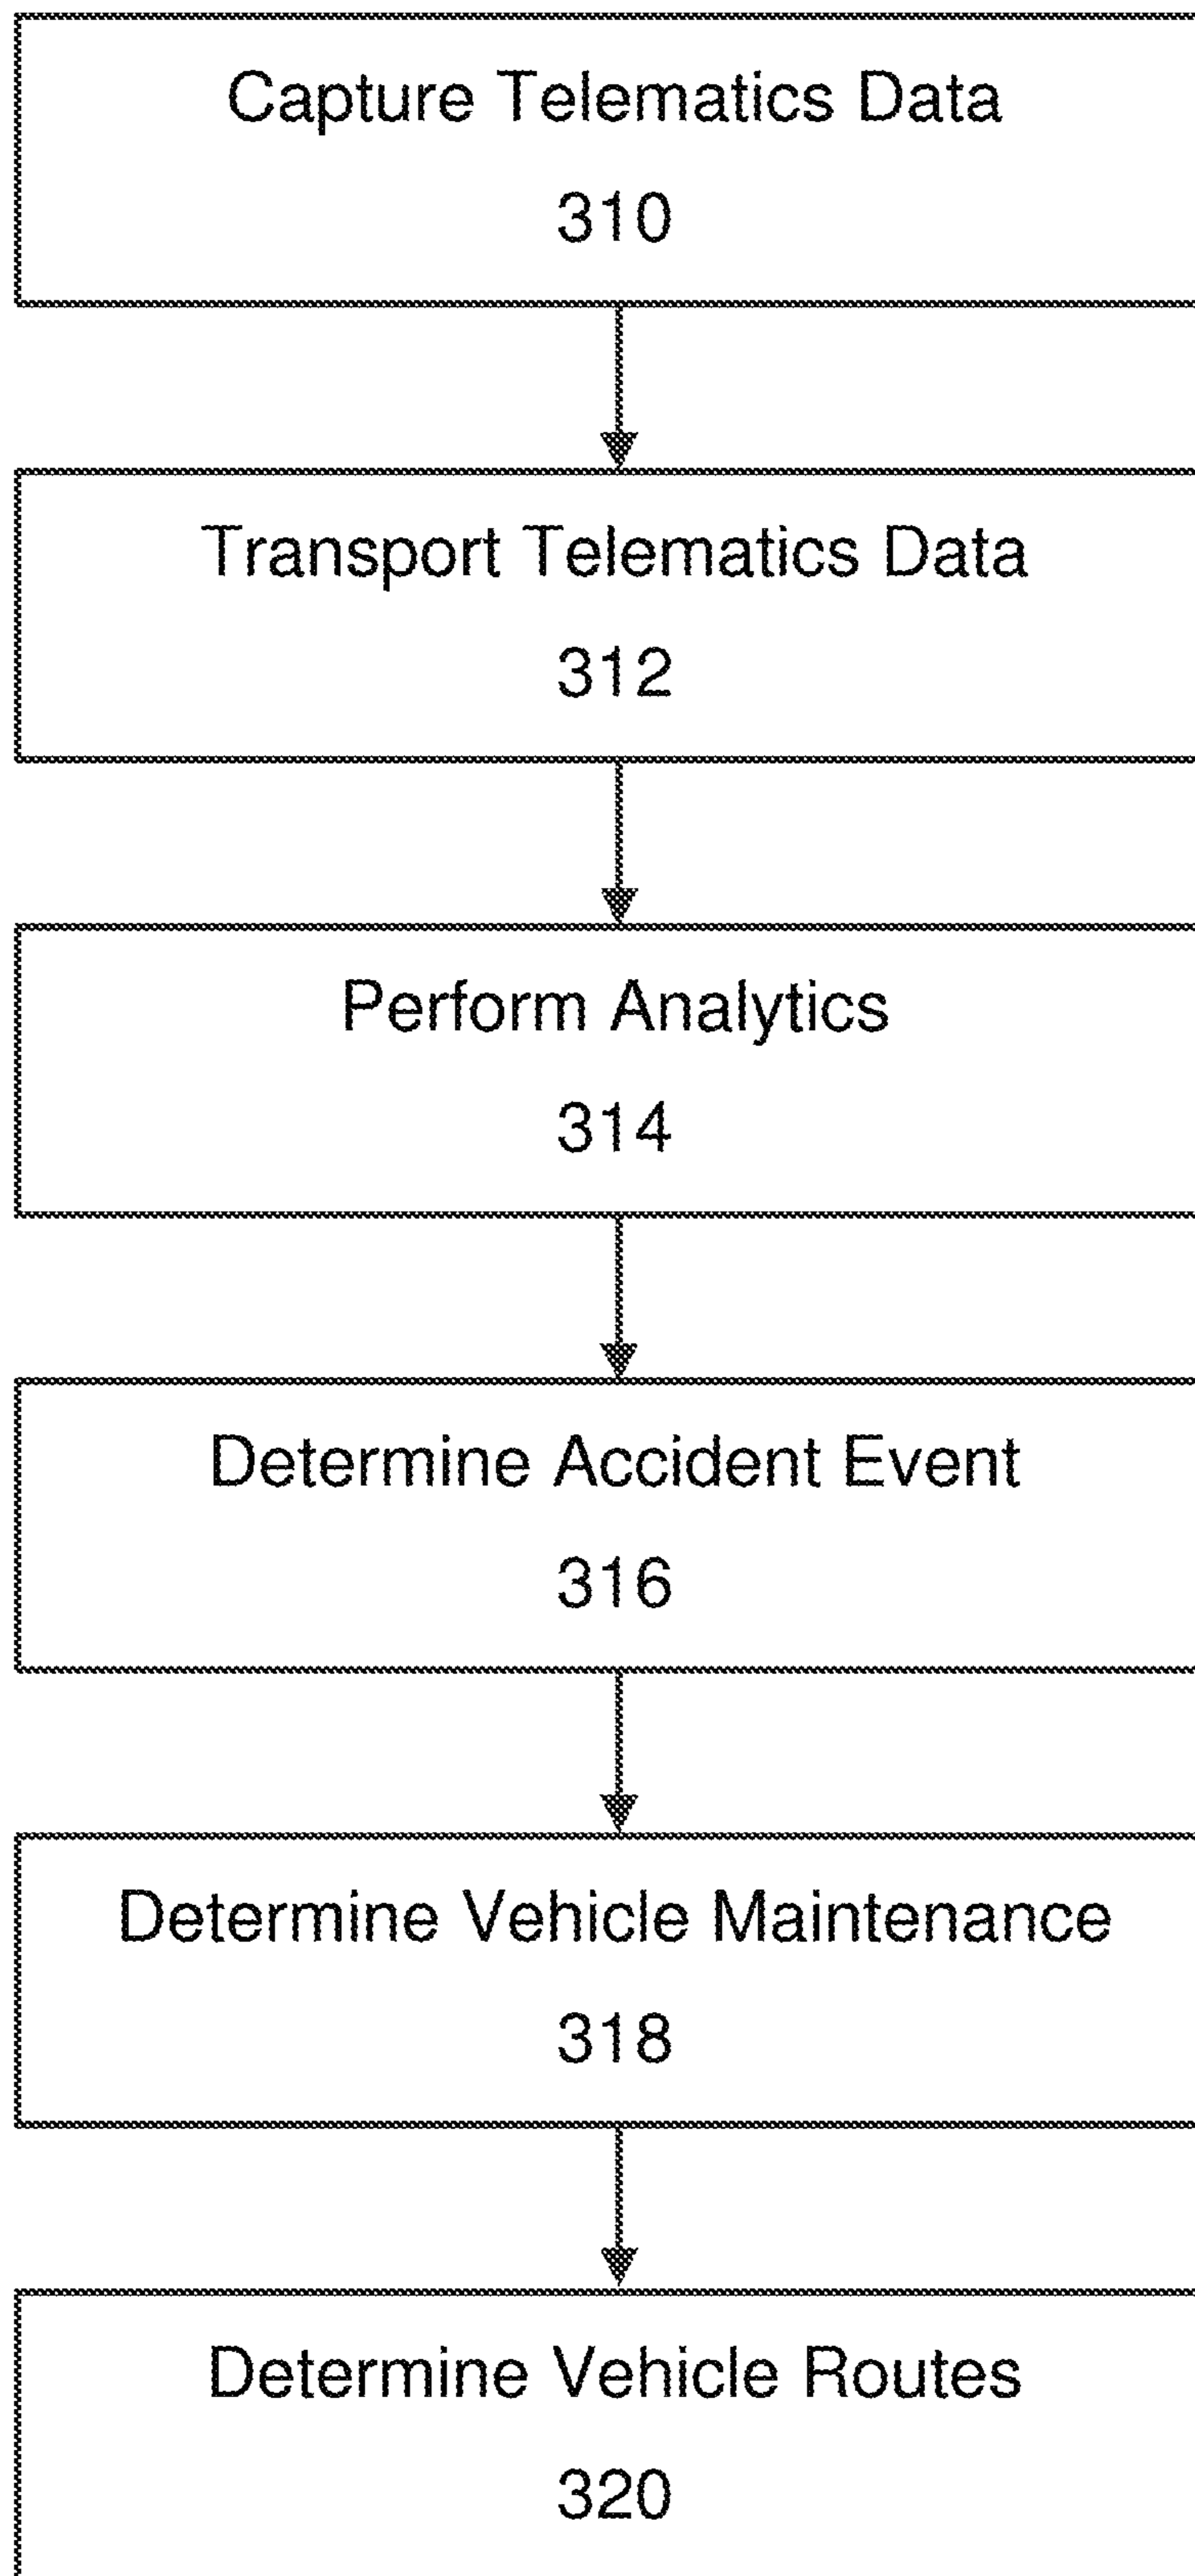 Capture Telematics Data
310
Transport Telematics Data
312
Perform Analytics
314
Determine Accident Event
316
Determine Vehicle Maintenance
318
Determine Vehicle Routes
320